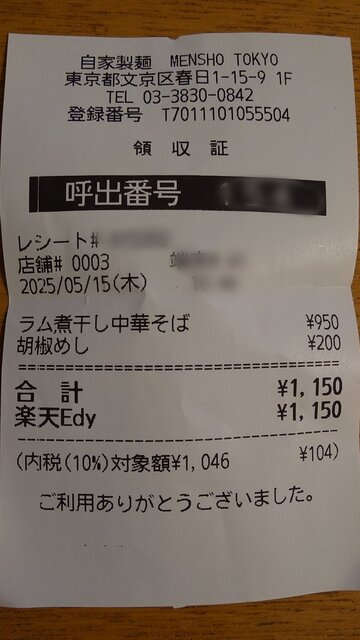 自家製麺 MENSHO TOKYO
東京都文京区春日1-15-9 1F
TEL 03-3830-0842
登録番号 T7011101055504
領収証
呼出番号
レシート#
店舗# 0003
2025/05/15(木)
ラム煮干し中華そば ¥950
胡椒めし ¥200
合計 ¥1,150
楽天Edy ¥1,150
(内税(10%)対象額¥1,046 ¥104)
ご利用ありがとうございました。